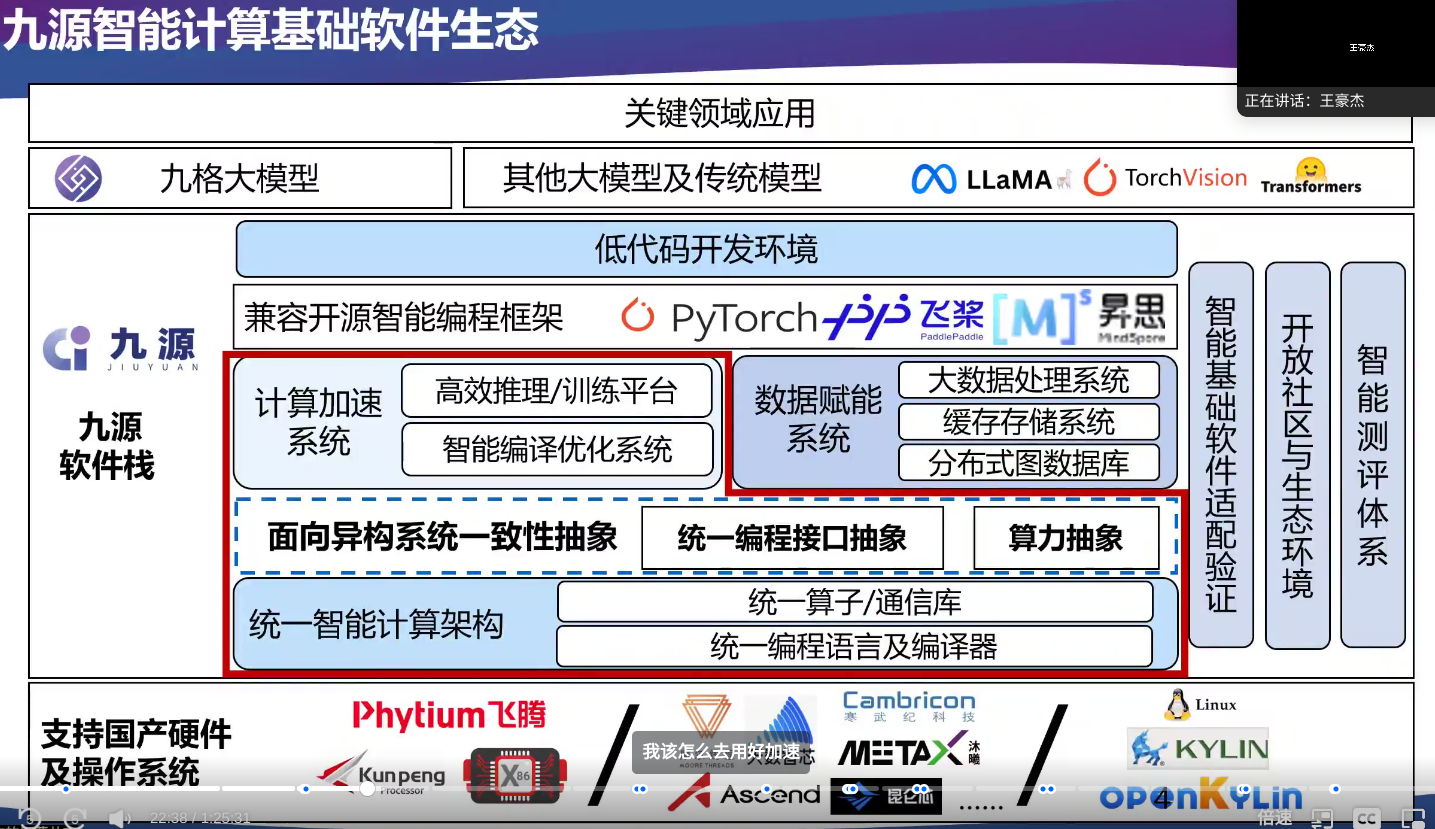 九源智能计算基础软件生态
王豪杰
正在讲话：王豪杰
关键领域应用
九格大模型
其他大模型及传统模型
LLaMA
TorchVision
Transformers
低代码开发环境
兼容开源智能编程框架
PyTorch
飞桨
PaddlePaddle
[M]s
昇思
MindSpore
九源
JIUYUAN
九源
软件栈
计算加速
系统
高效推理/训练平台
智能编译优化系统
数据赋能
系统
大数据处理系统
缓存存储系统
分布式图数据库
面向异构系统一致性抽象
统一编程接口抽象
算力抽象
统一智能计算架构
统一算子/通信库
统一编程语言及编译器
智能基础软件适配验证
开放社区与生态环境
智能测评体系
支持国产硬件
及操作系统
Phytium飞腾
Kunpeng
Processor
X86
/
MOORE THREADS
Cambricon
寒武纪科技
METAX
沐曦
Ascend
昆仑芯
......
/
Linux
KYLIN
openKylin
我该怎么去用好加速
4
5
5
22:38 / 1:25:31
倍速
CC